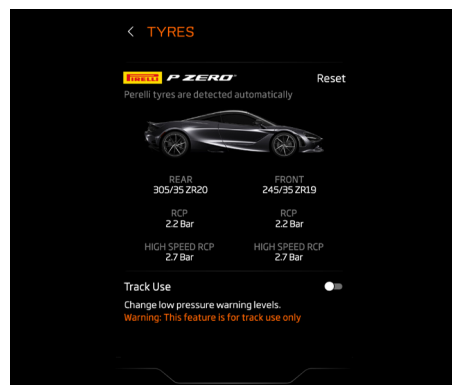 TYRES
PIRELLI P ZERO™ Reset
Perelli tyres are detected automatically
REAR FRONT
305/35 ZR20 245/35 ZR19
RCP RCP
2.2 Bar 2.2 Bar
HIGH SPEED RCP HIGH SPEED RCP
2.7 Bar 2.7 Bar
Track Use
Change low pressure warning levels.
Warning: This feature is for track use only